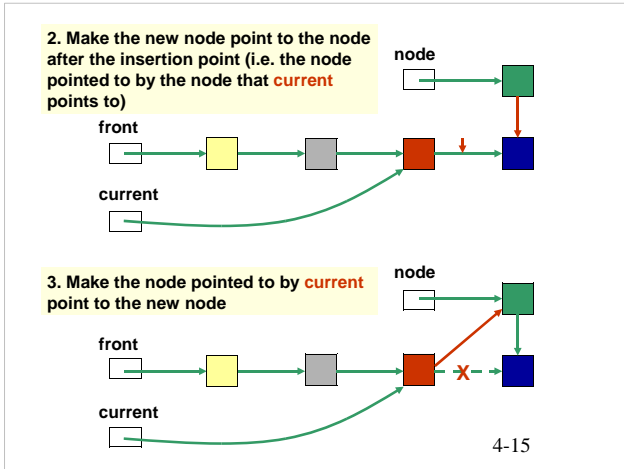 2. Make the new node point to the node
after the insertion point (i.e. the node
pointed to by the node that current
points to)
node
front
current
3. Make the node pointed to by current
point to the new node
node
front
X
current
4-15